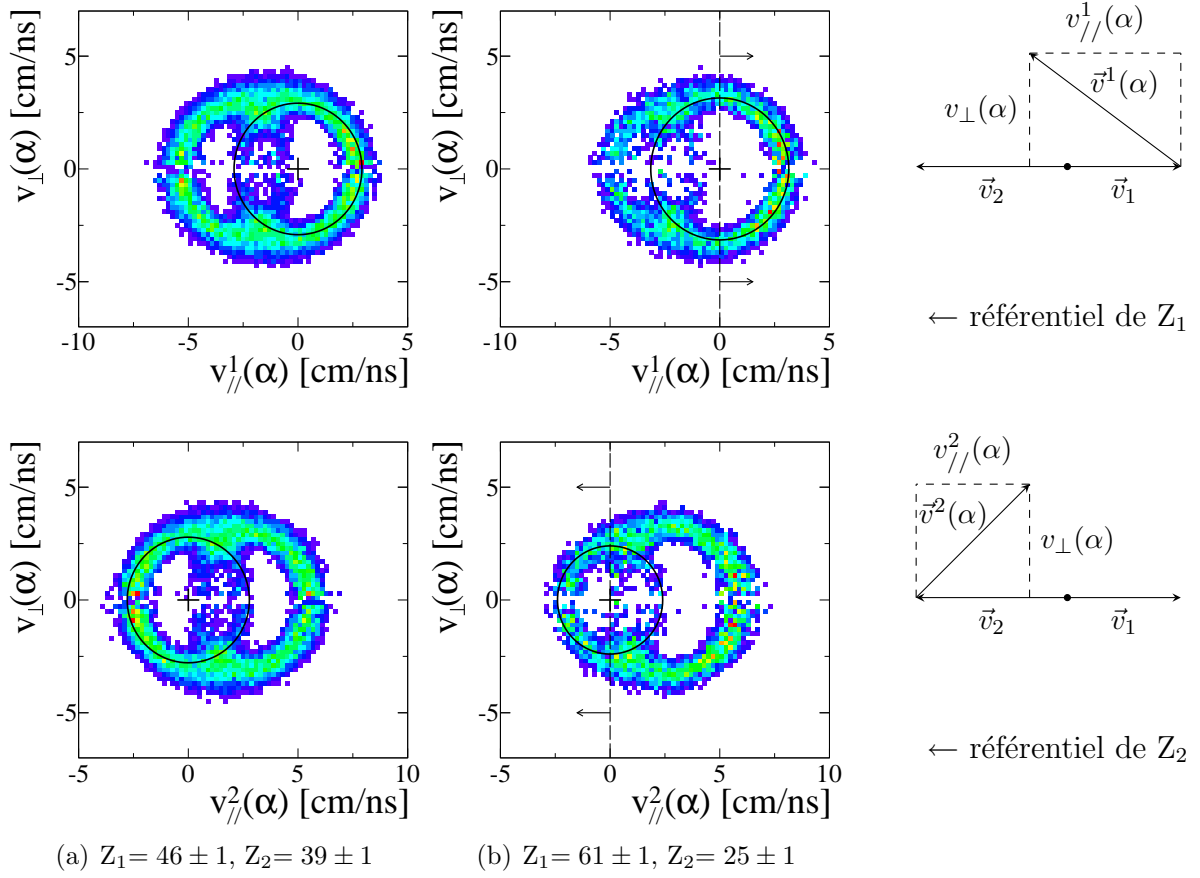 v⊥(α) [cm/ns]
5
0
-5
-10 -5 0 5
v¹//(α) [cm/ns]
v⊥(α) [cm/ns]
5
0
-5
-10 -5 0 5
v¹//(α) [cm/ns]
v¹//(α)
v⃗¹(α)
v⊥(α)
v⃗₂ v⃗₁
← référentiel de Z₁
v⊥(α) [cm/ns]
5
0
-5
-5 0 5 10
v²//(α) [cm/ns]
v⊥(α) [cm/ns]
5
0
-5
-5 0 5 10
v²//(α) [cm/ns]
v²//(α)
v⃗²(α)
v⊥(α)
v⃗₂ v⃗₁
← référentiel de Z₂
(a) Z₁= 46 ± 1, Z₂= 39 ± 1
(b) Z₁= 61 ± 1, Z₂= 25 ± 1